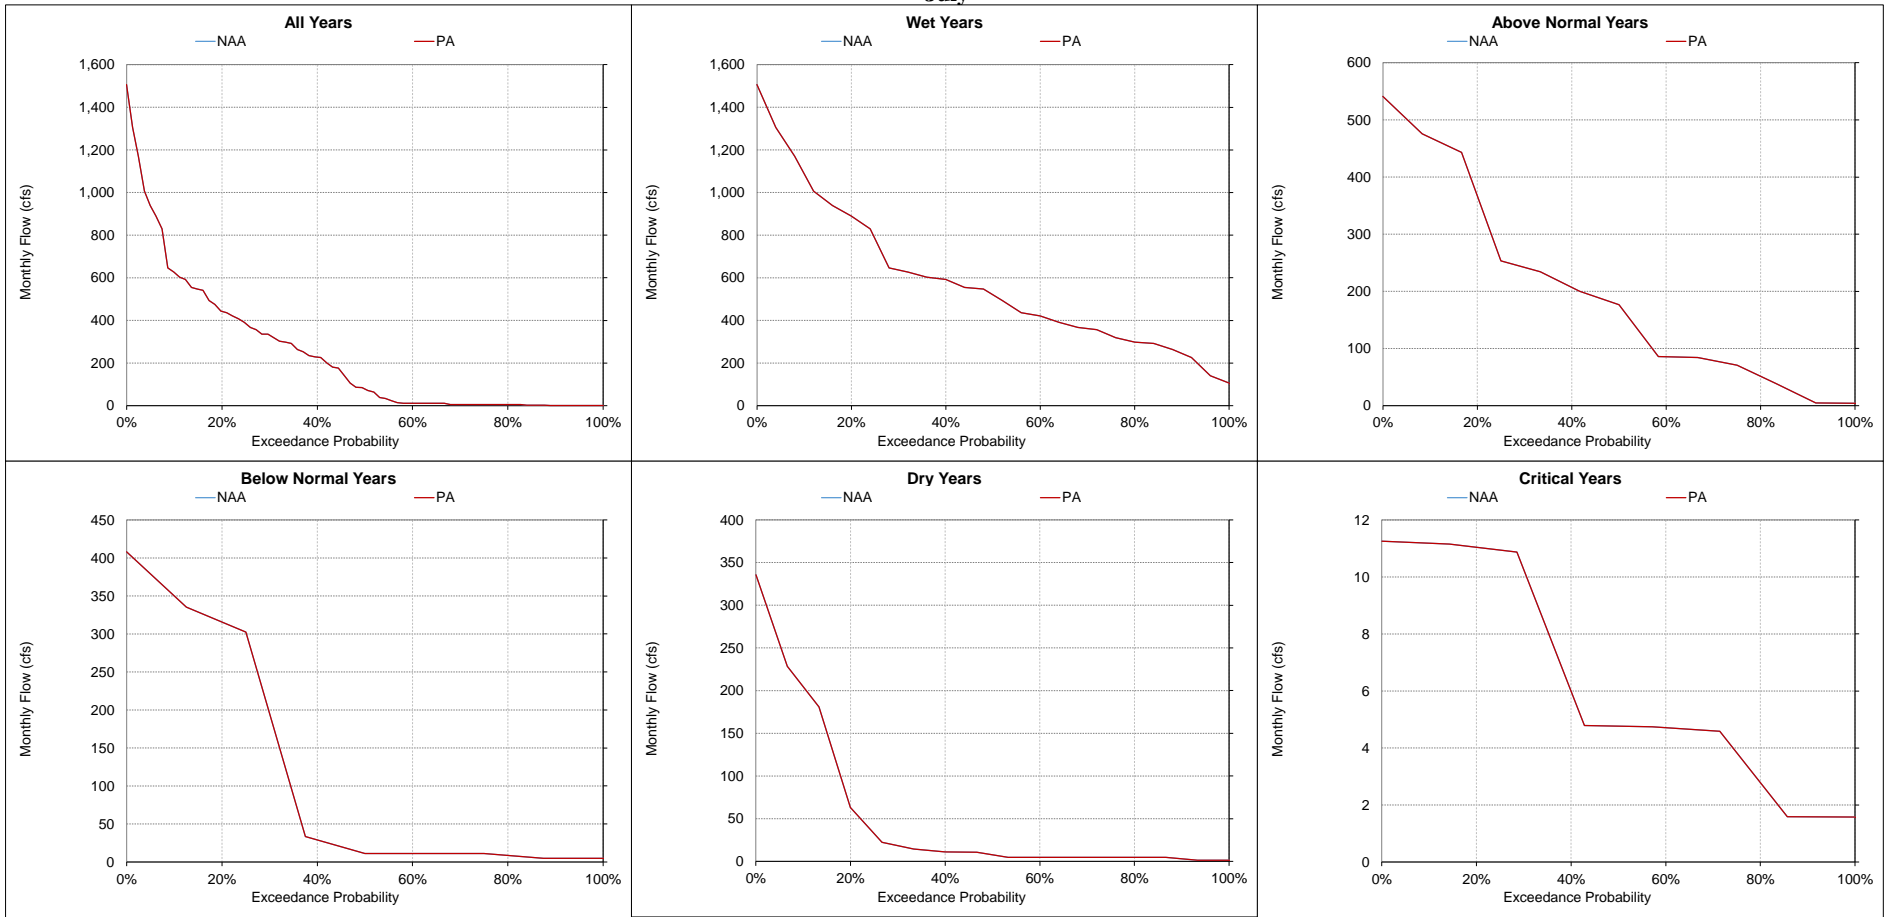 All Years
NAA PA
1,600
1,400
1,200
1,000
800
600
400
200
0
Monthly Flow (cfs)
0% 20% 40% 60% 80% 100%
Exceedance Probability
Wet Years
NAA PA
1,600
1,400
1,200
1,000
800
600
400
200
0
Monthly Flow (cfs)
0% 20% 40% 60% 80% 100%
Exceedance Probability
Above Normal Years
NAA PA
600
500
400
300
200
100
0
Monthly Flow (cfs)
0% 20% 40% 60% 80% 100%
Exceedance Probability
Below Normal Years
NAA PA
450
400
350
300
250
200
150
100
50
0
Monthly Flow (cfs)
0% 20% 40% 60% 80% 100%
Exceedance Probability
Dry Years
NAA PA
400
350
300
250
200
150
100
50
0
Monthly Flow (cfs)
0% 20% 40% 60% 80% 100%
Exceedance Probability
Critical Years
NAA PA
12
10
8
6
4
2
0
Monthly Flow (cfs)
0% 20% 40% 60% 80% 100%
Exceedance Probability